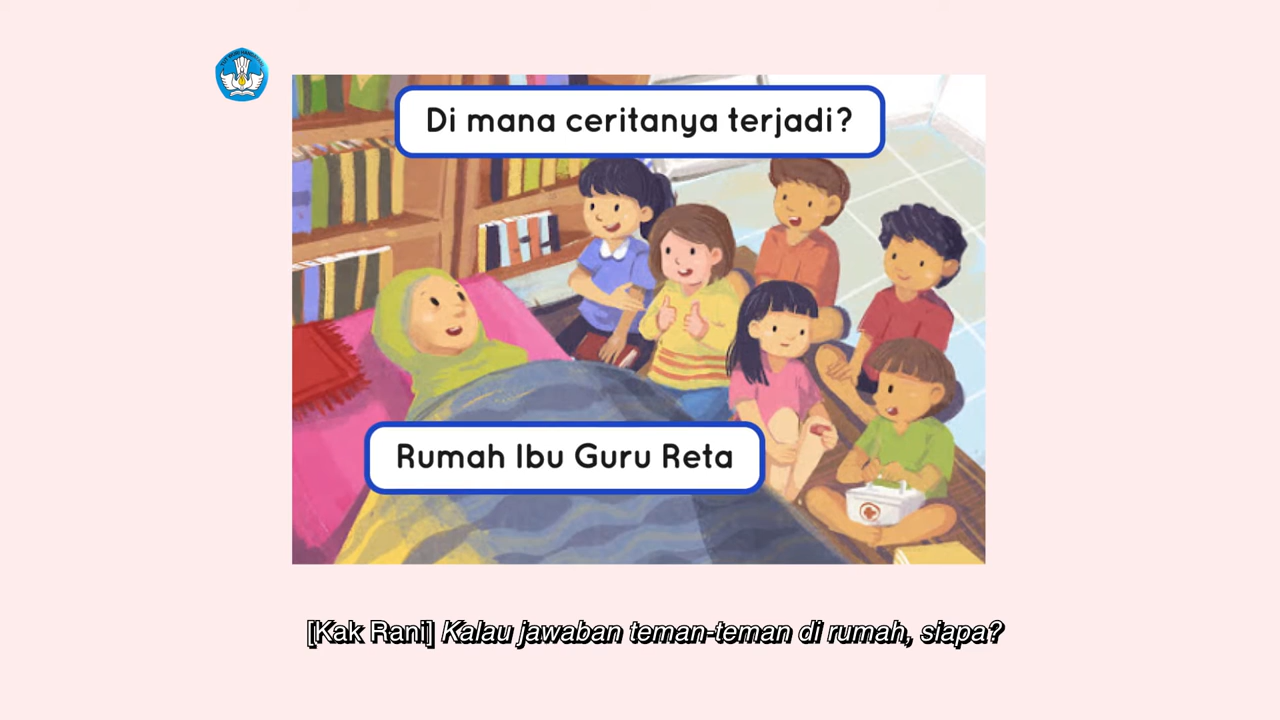 Di mana ceritanya terjadi?
Rumah Ibu Guru Reta
[Kak Rani] Kalau jawaban teman-teman di rumah, siapa?